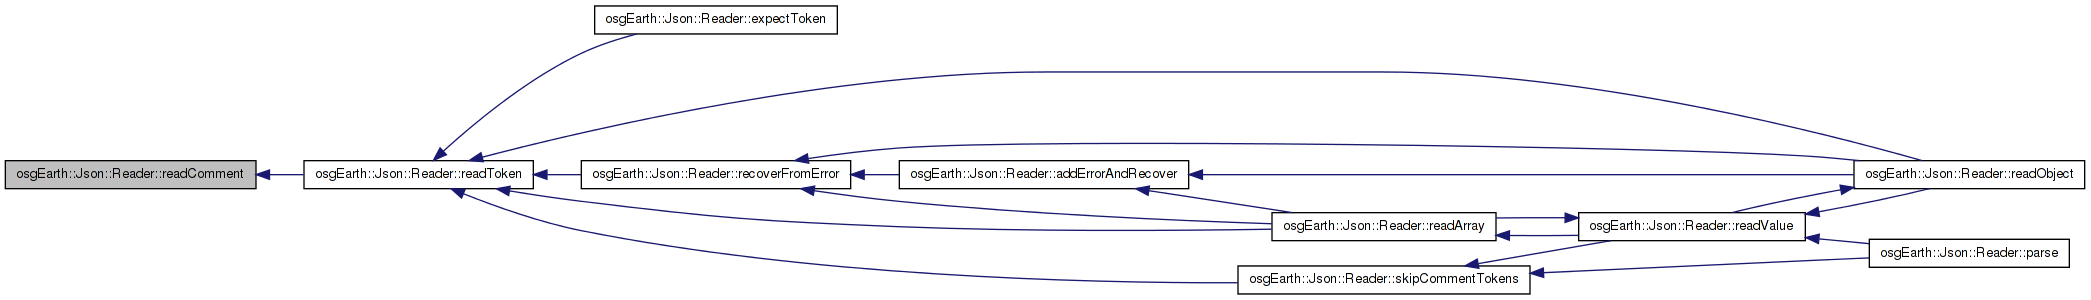 osgEarth::Json::Reader::expectToken
osgEarth::Json::Reader::readComment
osgEarth::Json::Reader::readToken
osgEarth::Json::Reader::recoverFromError
osgEarth::Json::Reader::addErrorAndRecover
osgEarth::Json::Reader::readObject
osgEarth::Json::Reader::readArray
osgEarth::Json::Reader::readValue
osgEarth::Json::Reader::parse
osgEarth::Json::Reader::skipCommentTokens